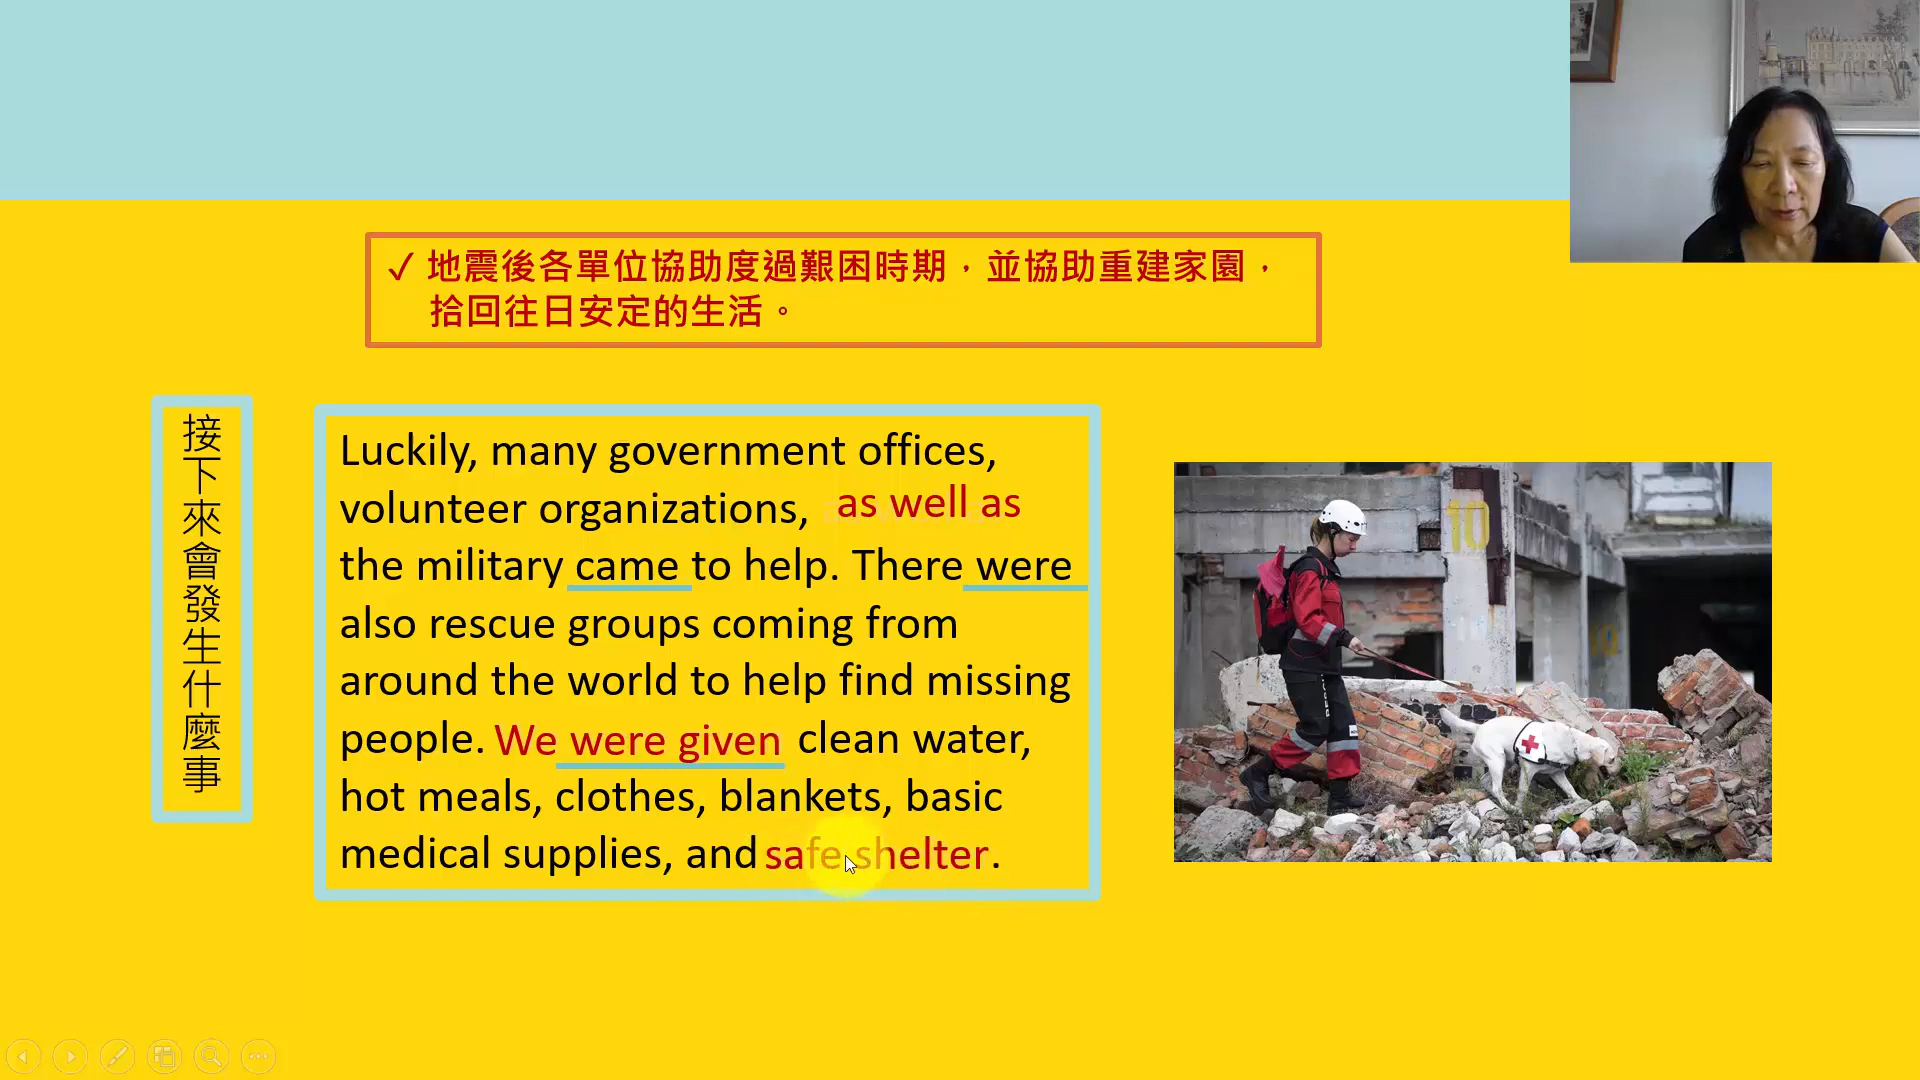 ✓ 地震後各單位協助度過艱困時期，並協助重建家園，
拾回往日安定的生活。
接下來會發生什麼事
Luckily, many government offices,
volunteer organizations, as well as
the military came to help. There were
also rescue groups coming from
around the world to help find missing
people. We were given clean water,
hot meals, clothes, blankets, basic
medical supplies, and safe shelter.
10